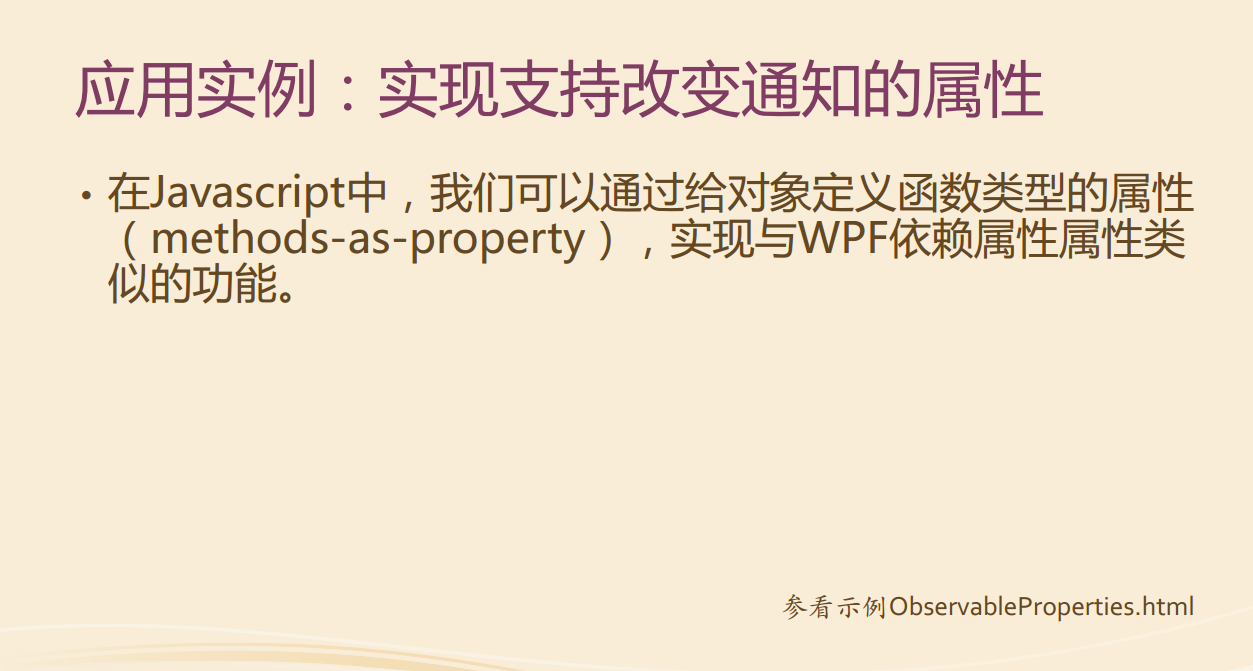 应用实例：实现支持改变通知的属性
• 在Javascript中，我们可以通过给对象定义函数类型的属性
（methods-as-property），实现与WPF依赖属性属性类
似的功能。
参看示例ObservableProperties.html